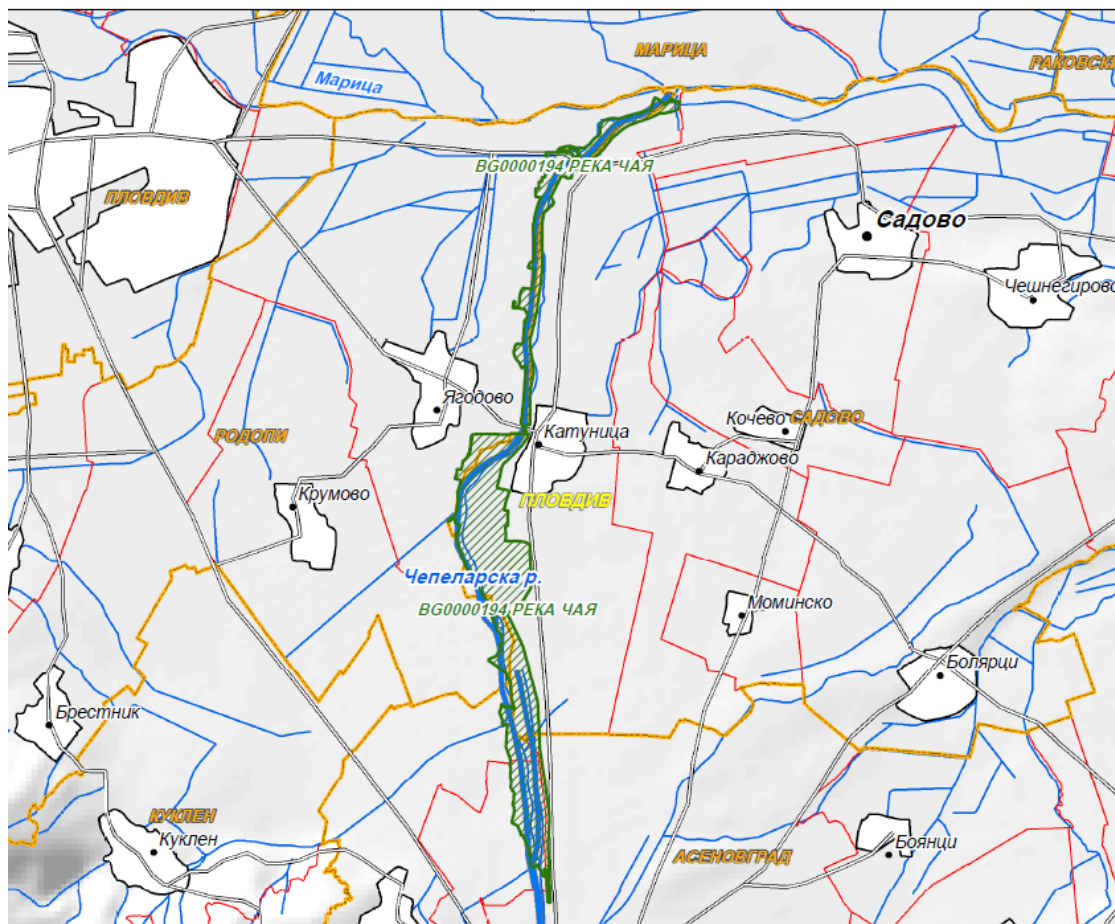 МАРИЦА
РАКОВСКИ
Марица
BG0000194 РЕКА ЧАЯ
ПЛОВДИВ
Садово
Чешнегирово
Ягодово
Кочево
САДОВО
Катуница
РОДОПИ
Караджово
Крумово
ПЛОВДИВ
Чепеларска р.
BG0000194 РЕКА ЧАЯ
Моминско
Болярци
Брестник
КУКЛЕН
Куклен
Боянци
АСЕНОВГРАД